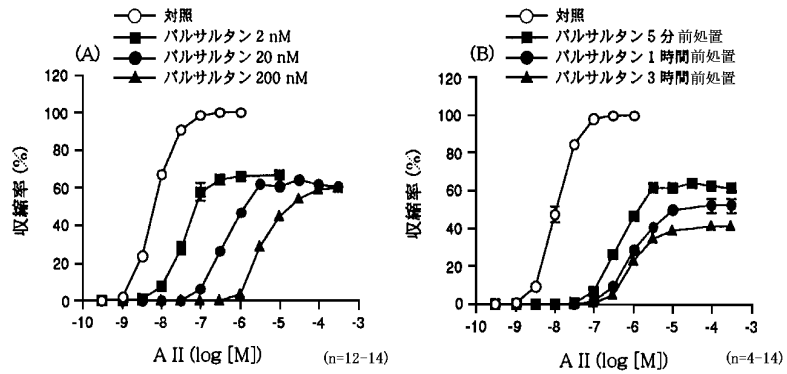 (A)
対照
バルサルタン 2 nM
バルサルタン 20 nM
バルサルタン 200 nM
120
100
80
60
40
20
0
収縮率 (%)
-10 -9 -8 -7 -6 -5 -4 -3
A II (log [M])
(n=12-14)
(B)
対照
バルサルタン 5 分 前処置
バルサルタン 1 時間前処置
バルサルタン 3 時間前処置
120
100
80
60
40
20
0
収縮率 (%)
-10 -9 -8 -7 -6 -5 -4 -3
A II (log [M])
(n=4-14)